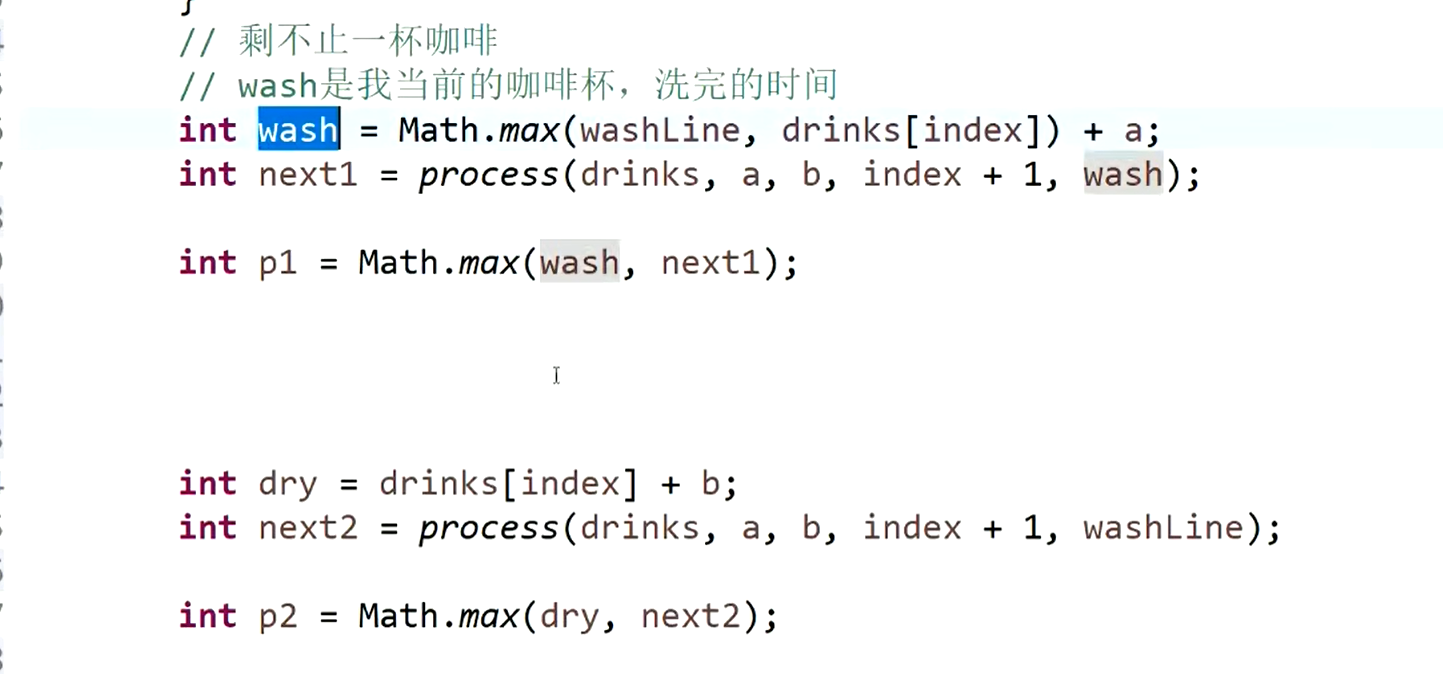 }
// 剩不止一杯咖啡
// wash是我当前的咖啡杯，洗完的时间
int wash = Math.max(washLine, drinks[index]) + a;
int next1 = process(drinks, a, b, index + 1, wash);
int p1 = Math.max(wash, next1);
int dry = drinks[index] + b;
int next2 = process(drinks, a, b, index + 1, washLine);
int p2 = Math.max(dry, next2);